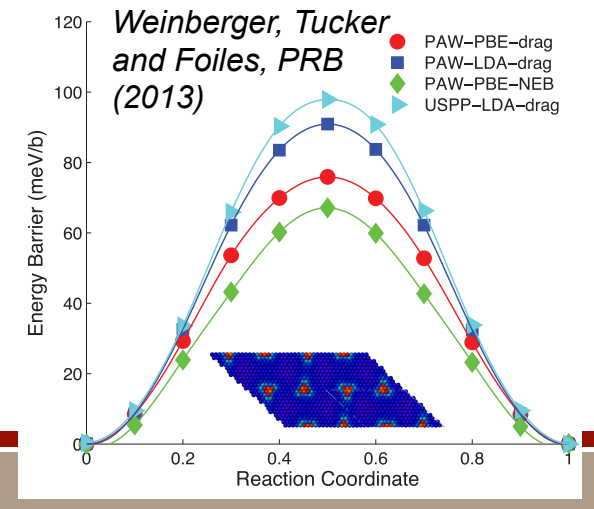 Weinberger, Tucker
and Foiles, PRB
(2013)
PAW–PBE–drag
PAW–LDA–drag
PAW–PBE–NEB
USPP–LDA–drag
120
100
80
60
40
20
0
Energy Barrier (meV/b)
0 0.2 0.4 0.6 0.8 1
Reaction Coordinate